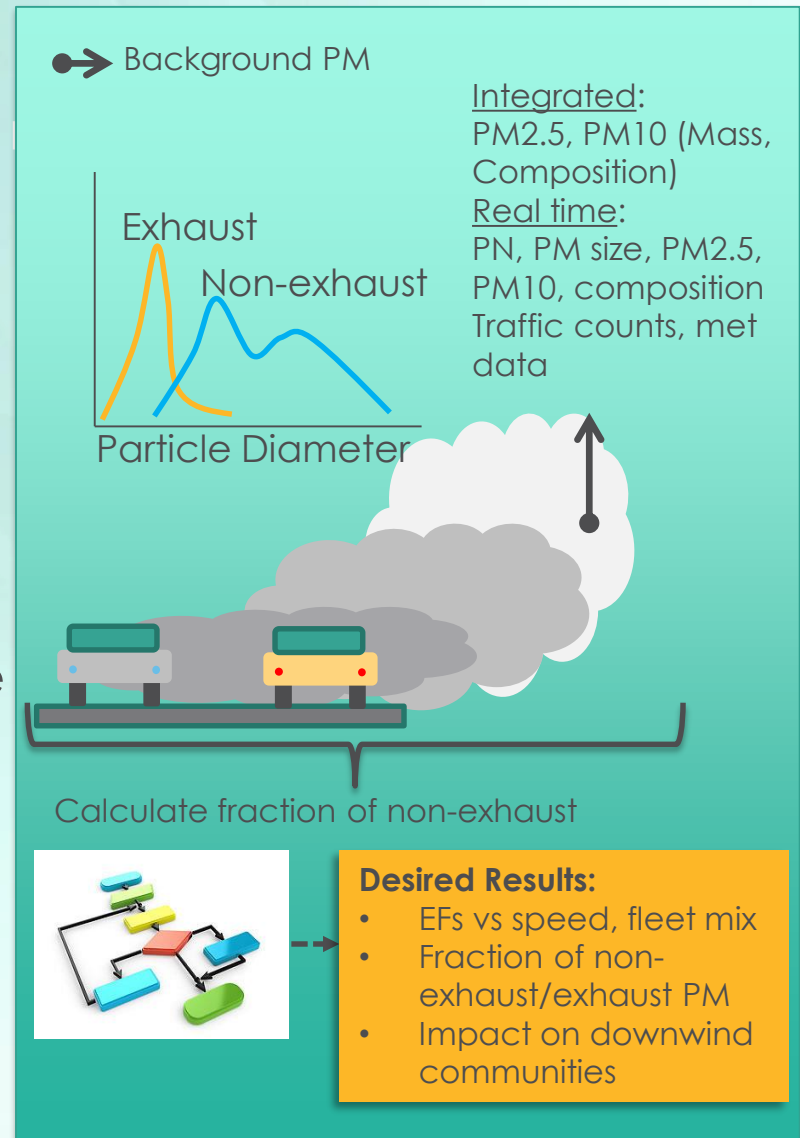 Background PM
Integrated:
PM2.5, PM10 (Mass,
Composition)
Real time:
PN, PM size, PM2.5,
PM10, composition
Traffic counts, met
data
Exhaust
Non-exhaust
Particle Diameter
e
Calculate fraction of non-exhaust
Desired Results:
• EFs vs speed, fleet mix
• Fraction of non-
exhaust/exhaust PM
• Impact on downwind
communities